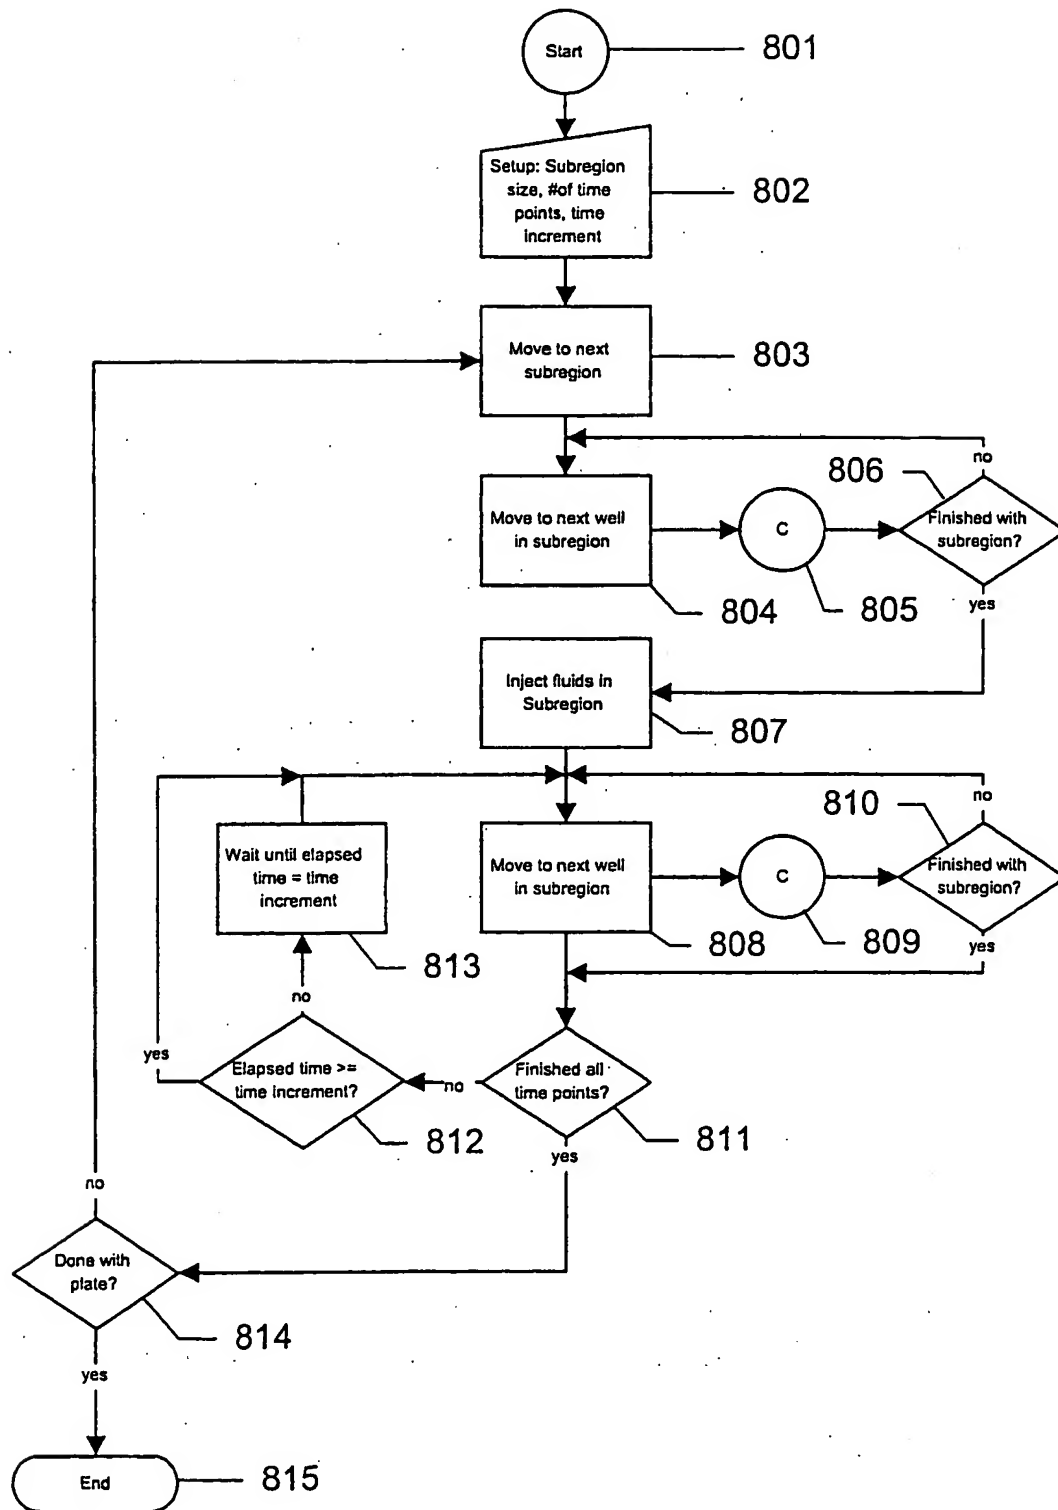 Start
801
Setup: Subregion
size, #of time
points, time
increment
802
Move to next
subregion
803
no
806
Move to next well
in subregion
C
Finished with
subregion?
804
805
yes
Inject fluids in
Subregion
807
810
no
Wait until elapsed
time = time
increment
Move to next well
in subregion
C
Finished with
subregion?
813
808
809
yes
no
yes
Elapsed time >=
time increment?
no
Finished all
time points?
812
811
yes
no
Done with
plate?
814
yes
End
815